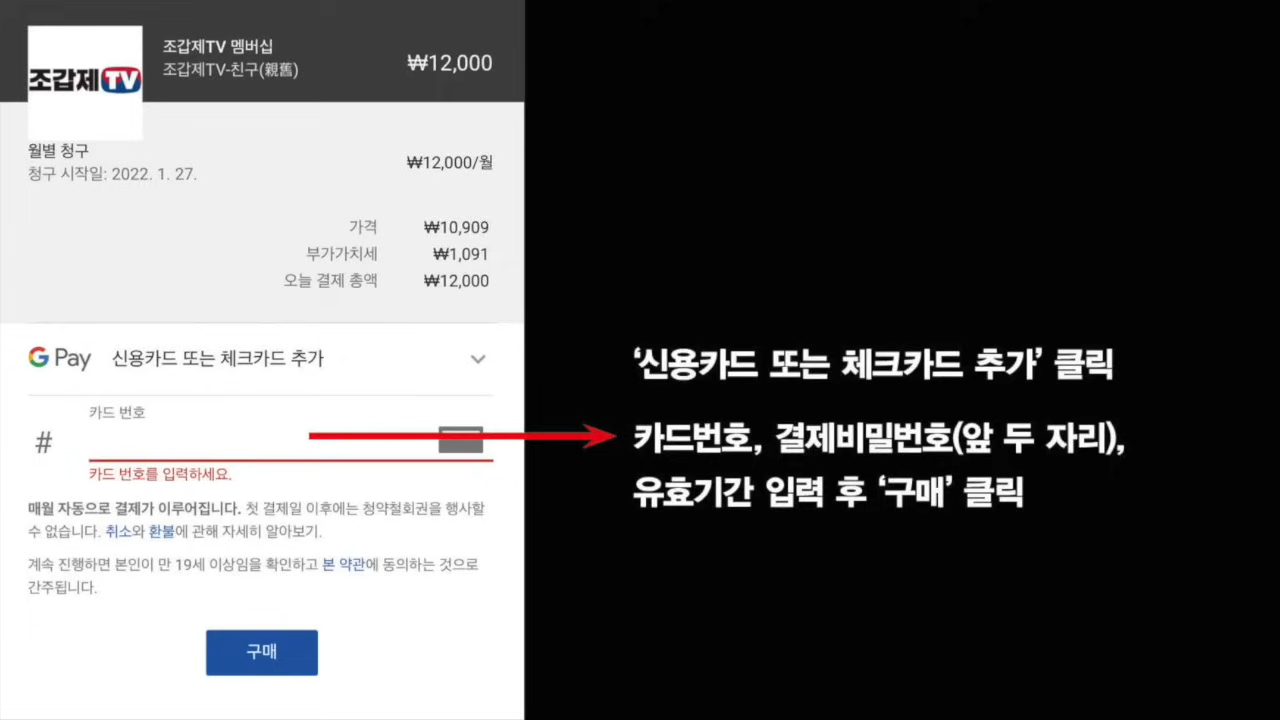 조갑제TV
조갑제TV 멤버십
조갑제TV-친구(親舊)
₩12,000
월별 청구
청구 시작일: 2022. 1. 27.
₩12,000/월
가격 ₩10,909
부가가치세 ₩1,091
오늘 결제 총액 ₩12,000
G Pay 신용카드 또는 체크카드 추가
카드 번호
#
카드 번호를 입력하세요.
매월 자동으로 결제가 이루어집니다. 첫 결제일 이후에는 청약철회권을 행사할
수 없습니다. 취소와 환불에 관해 자세히 알아보기.
계속 진행하면 본인이 만 19세 이상임을 확인하고 본 약관에 동의하는 것으로
간주됩니다.
구매
‘신용카드 또는 체크카드 추가’ 클릭
카드번호, 결제비밀번호(앞 두 자리),
유효기간 입력 후 ‘구매’ 클릭